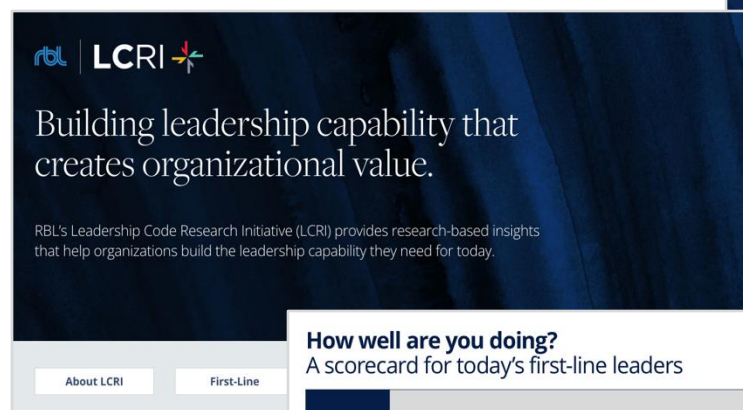 rbl | LCRI
Building leadership capability that
creates organizational value.
RBL's Leadership Code Research Initiative (LCRI) provides research-based insights
that help organizations build the leadership capability they need for today.
About LCRI
First-Line
How well are you doing?
A scorecard for today's first-line leaders